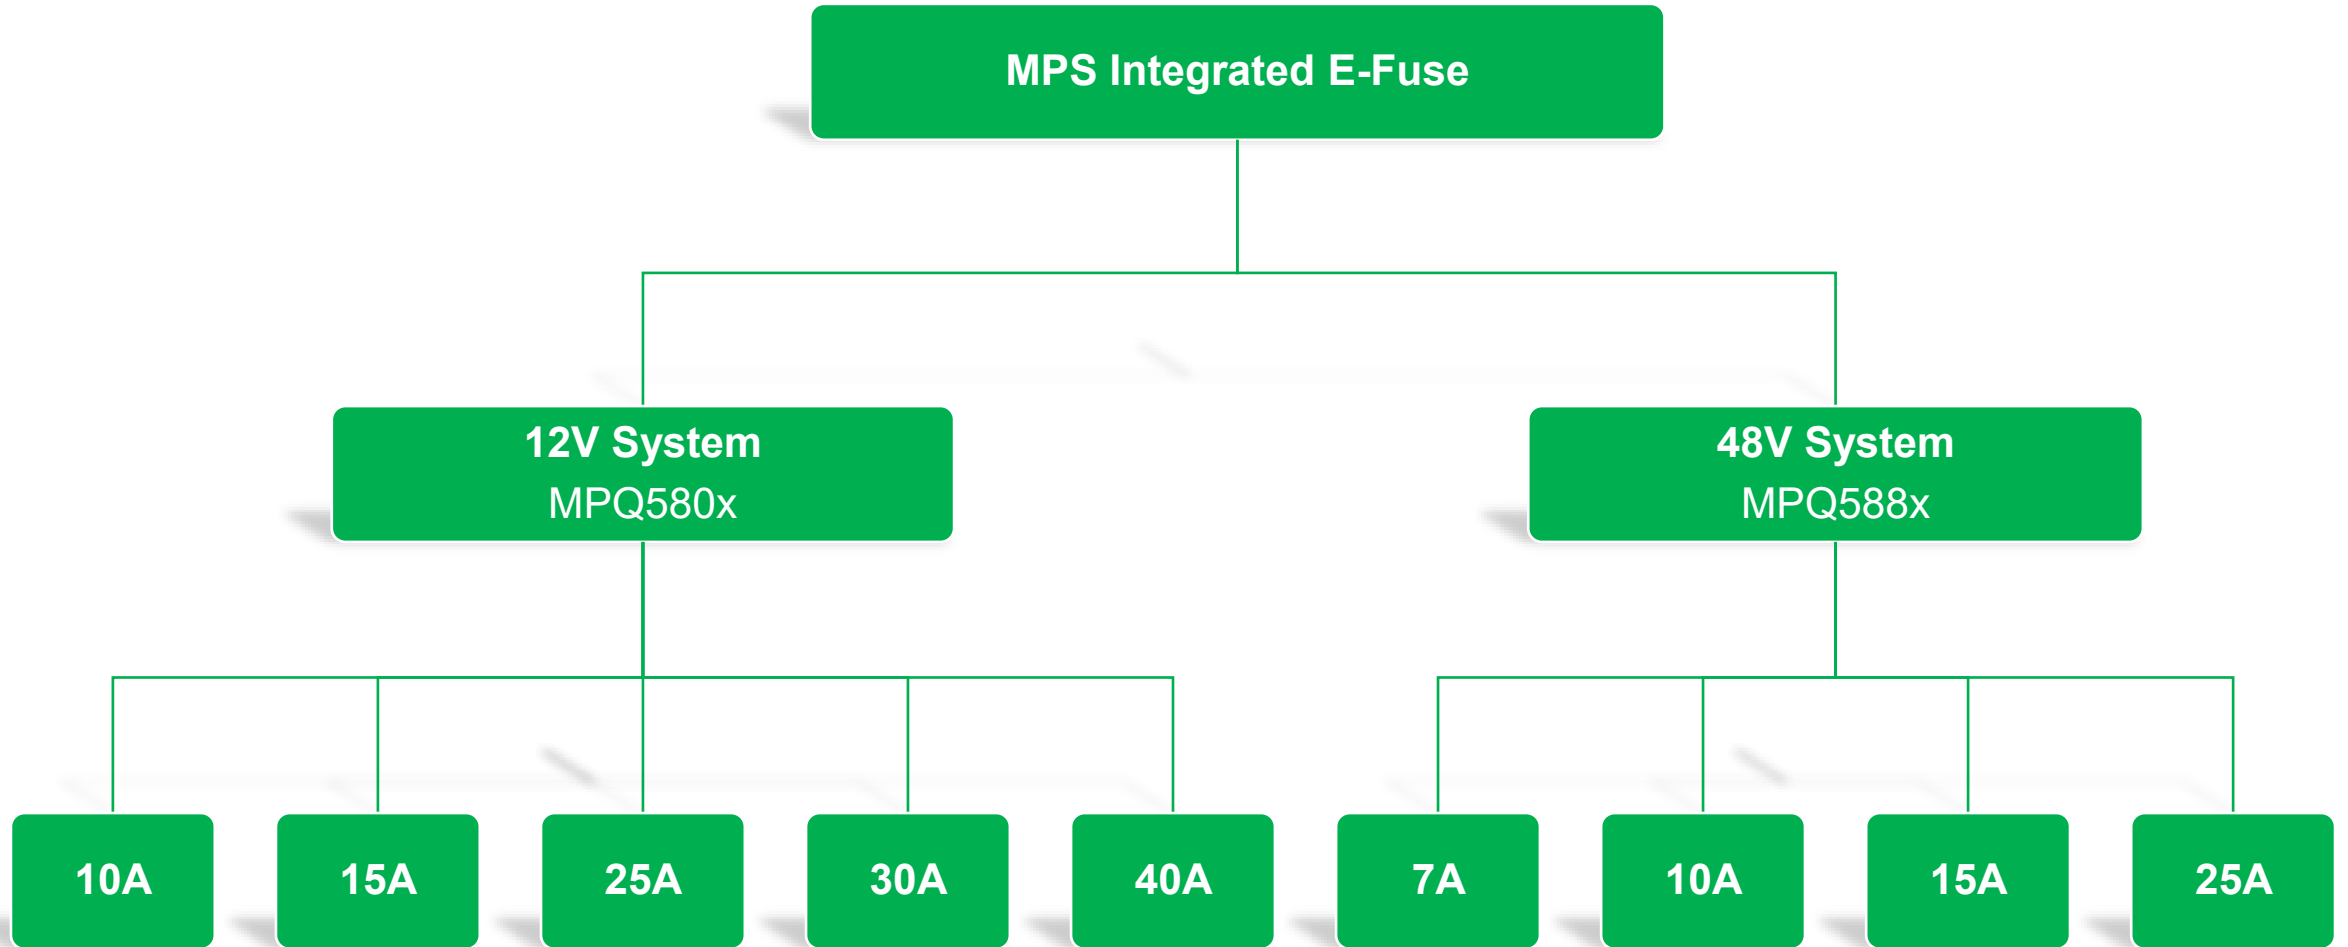 MPS Integrated E-Fuse
12V System
MPQ580x
48V System
MPQ588x
10A
15A
25A
30A
40A
7A
10A
15A
25A